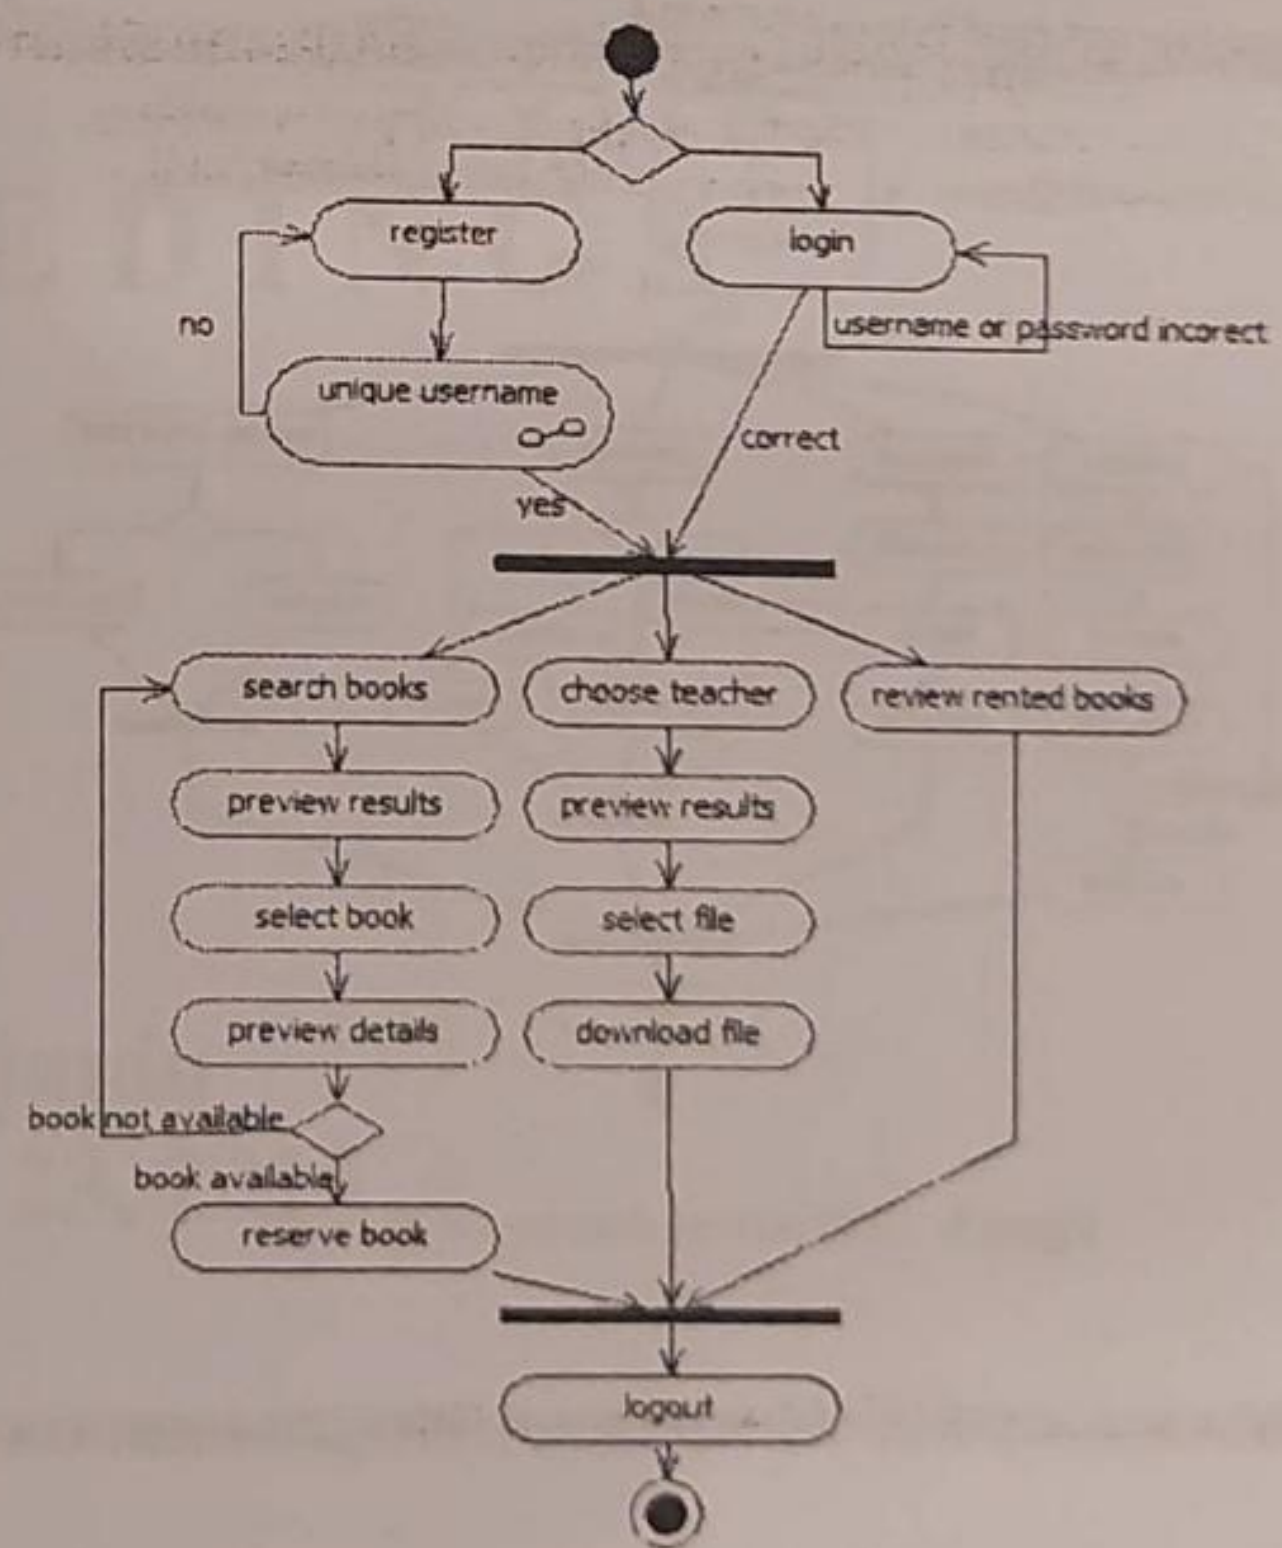 register
login
no
username or password incorect
unique username
correct
yes
search books
choose teacher
review rented books
preview results
preview results
select book
select file
preview details
download file
book not available
book available
reserve book
logout